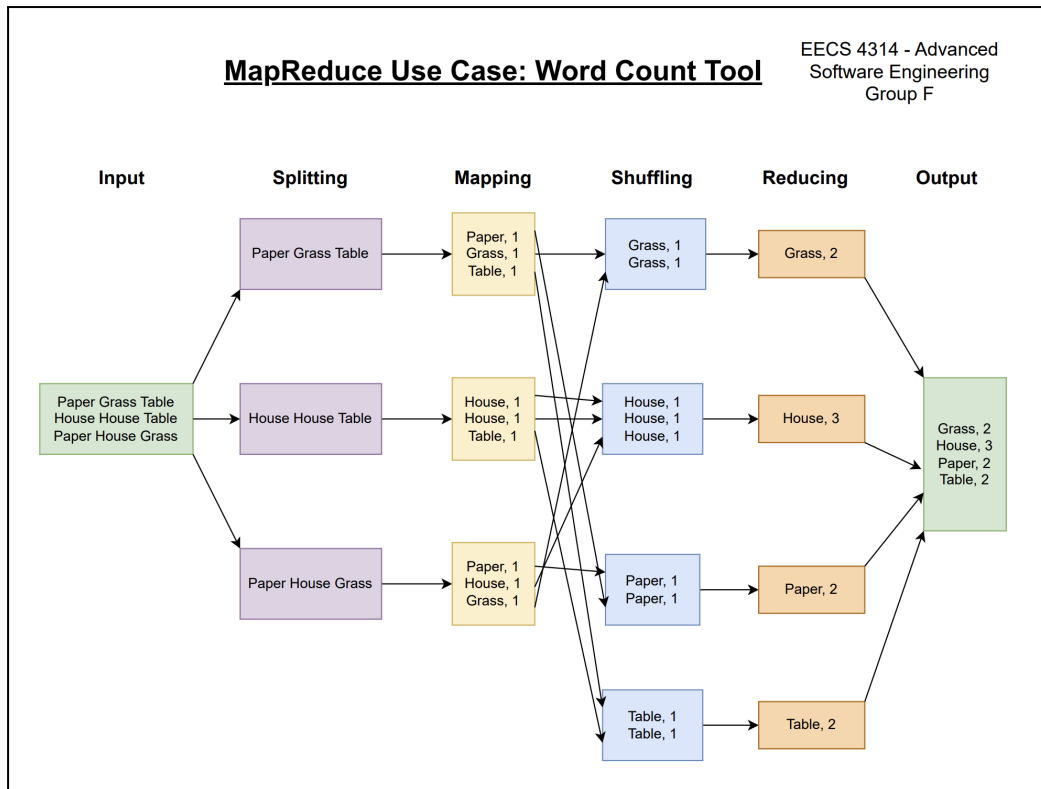 MapReduce Use Case: Word Count Tool
EECS 4314 - Advanced
Software Engineering
Group F
Input
Splitting
Mapping
Shuffling
Reducing
Output
Paper Grass Table
House House Table
Paper House Grass
Paper Grass Table
House House Table
Paper House Grass
Paper, 1
Grass, 1
Table, 1
House, 1
House, 1
Table, 1
Paper, 1
House, 1
Grass, 1
Grass, 1
Grass, 1
House, 1
House, 1
House, 1
Paper, 1
Paper, 1
Table, 1
Table, 1
Grass, 2
House, 3
Paper, 2
Table, 2
Grass, 2
House, 3
Paper, 2
Table, 2